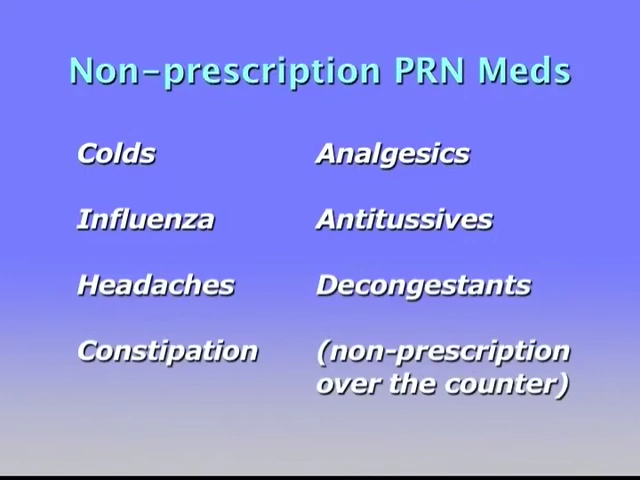 Non-prescription PRN Meds
Colds
Analgesics
Influenza
Antitussives
Headaches
Decongestants
Constipation
(non-prescription
over the counter)